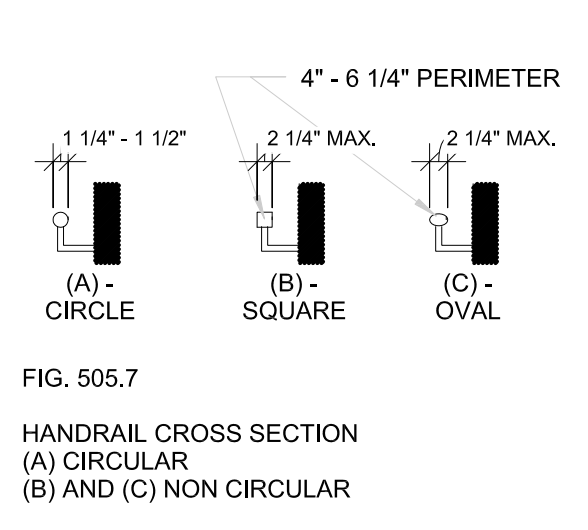 4" - 6 1/4" PERIMETER
1 1/4" - 1 1/2"
2 1/4" MAX.
2 1/4" MAX.
(A) -
CIRCLE
(B) -
SQUARE
(C) -
OVAL
FIG. 505.7
HANDRAIL CROSS SECTION
(A) CIRCULAR
(B) AND (C) NON CIRCULAR